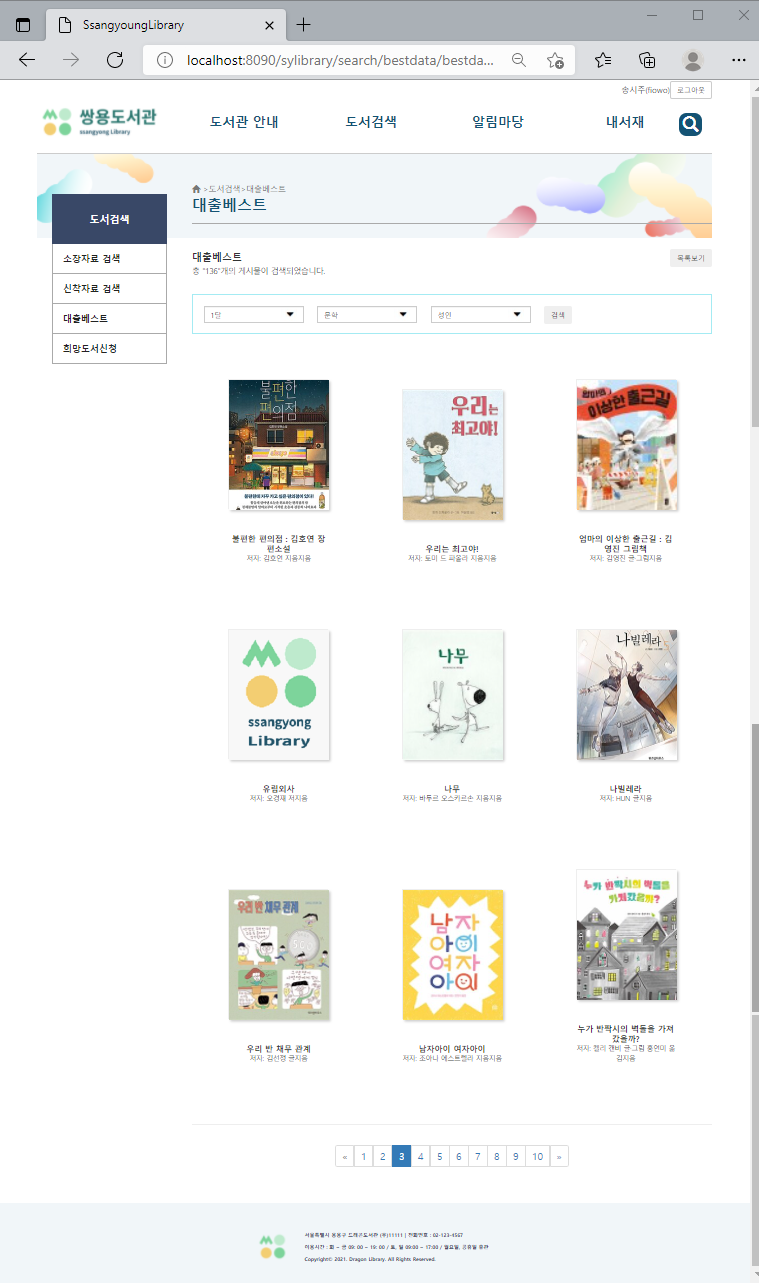 SsangyoungLibrary
localhost:8090/sylibrary/search/bestdata/bestda...
송시주(fiowo) 로그아웃
쌍용도서관
ssangyong Library
도서관 안내 도서검색 알림마당 내서재
> 도서검색> 대출베스트
대출베스트
도서검색
소장자료 검색
신착자료 검색
대출베스트
희망도서신청
대출베스트
목록보기
총 "136"개의 게시물이 검색되었습니다.
1달 문학 성인 검색
불편한
편의점
우리는
최고야!
엄마의
이상한 출근길
불편한 편의점 : 김호연 장
편소설
저자: 김호연 지음지음
우리는 최고야!
저자: 토미 드 파올라 지음지음
엄마의 이상한 출근길 : 김
영진 그림책
저자: 김영진 글·그림지음
ssangyong
Library
나무
나빌레라
유림외사
저자: 오경재 저지음
나무
저자: 바두르 오스카르손 지음지음
나빌레라
저자: HUN 글지음
우리 반 채무 관계
남자
아이
여자
아이
누가 반짝시의 벽돌을
가져갔을까?
우리 반 채무 관계
저자: 김선정 글지음
남자아이 여자아이
저자: 조아나 에스트렐라 지음지음
누가 반짝시의 벽돌을 가져
갔을까?
저자: 켈리 캔비 글·그림 홍연미 옮
김지음
« 1 2 3 4 5 6 7 8 9 10 »
서울특별시 용용구 드래곤도서관 (우)11111 | 전화번호 : 02-123-4567
이용시간 : 화 ~ 금 09: 00 ~ 19: 00 / 토, 일 09:00 ~ 17:00 / 월요일, 공휴일 휴관
Copyright© 2021. Dragon Library. All Rights Reserved.